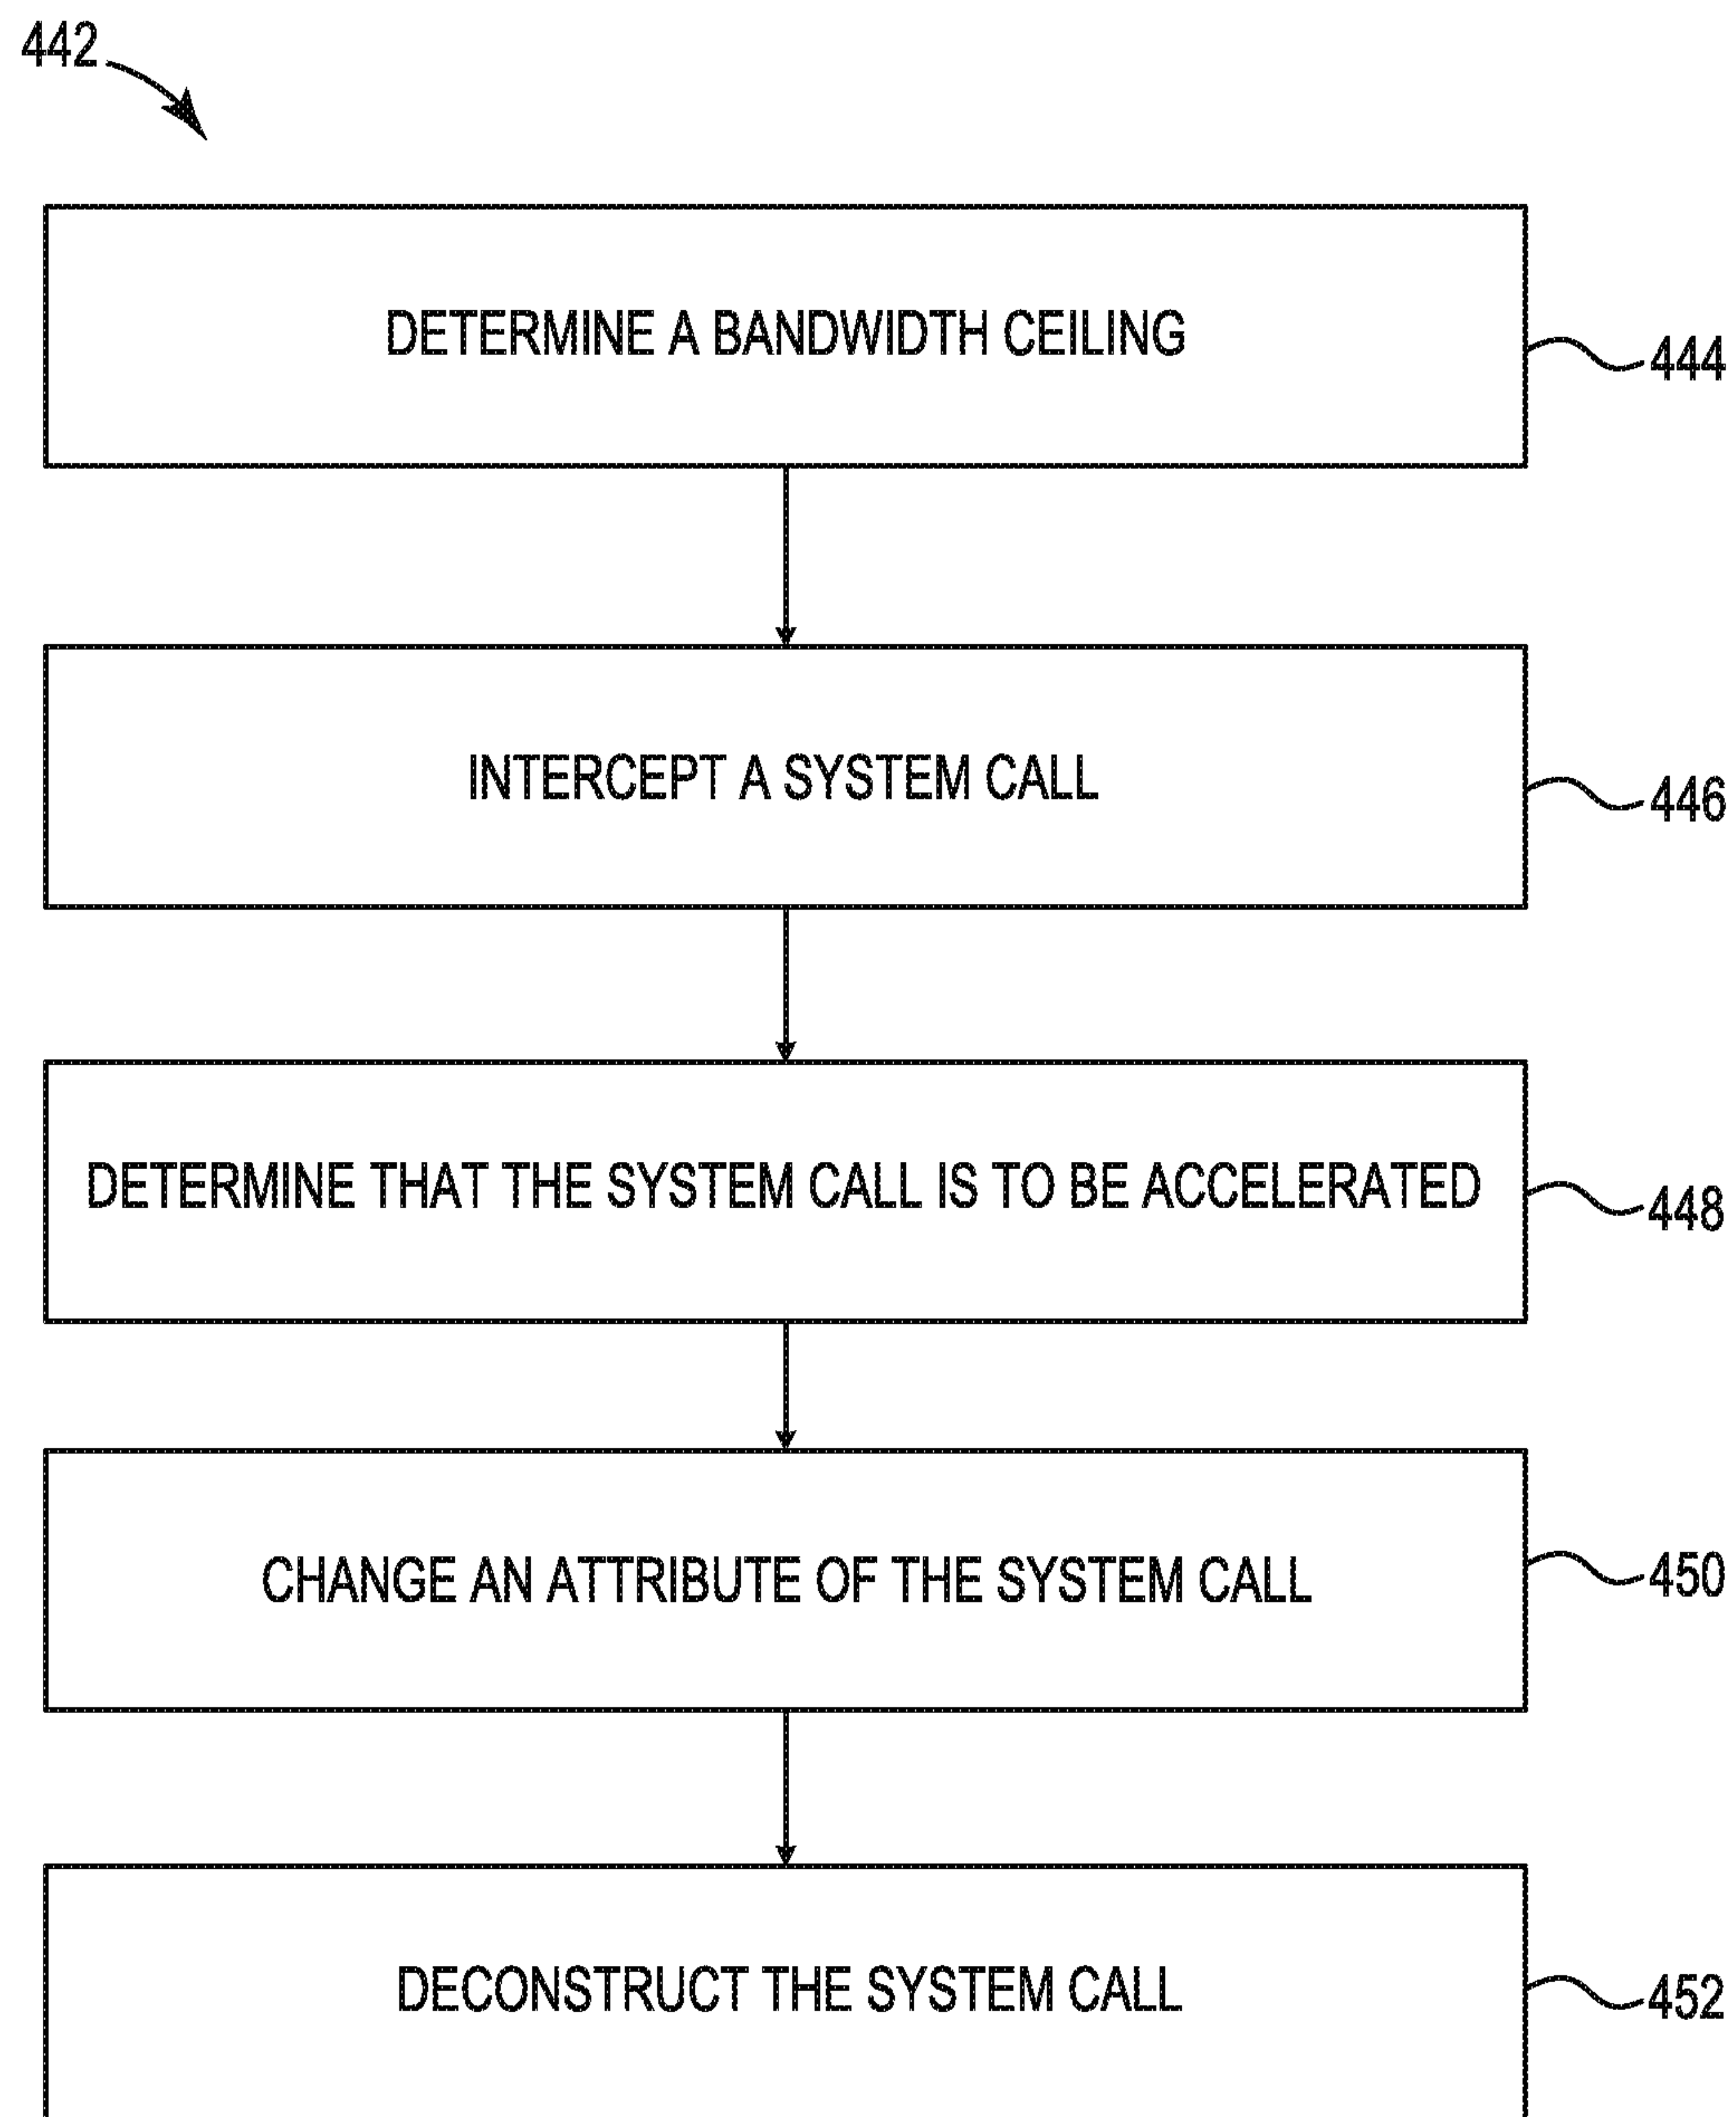 442
DETERMINE A BANDWIDTH CEILING
444
INTERCEPT A SYSTEM CALL
446
DETERMINE THAT THE SYSTEM CALL IS TO BE ACCELERATED
448
CHANGE AN ATTRIBUTE OF THE SYSTEM CALL
450
DECONSTRUCT THE SYSTEM CALL
452